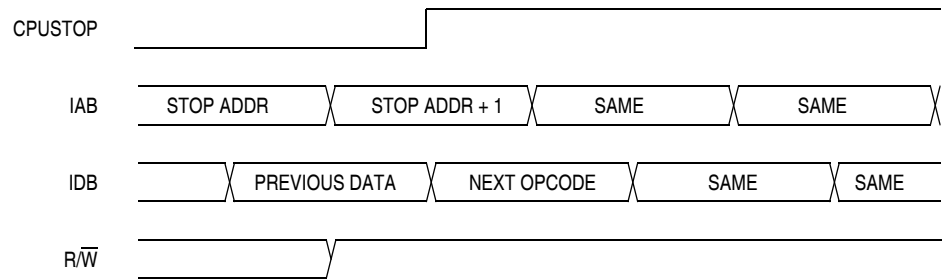 CPUSTOP
IAB STOP ADDR STOP ADDR + 1 SAME SAME
IDB PREVIOUS DATA NEXT OPCODE SAME SAME
R/W̅